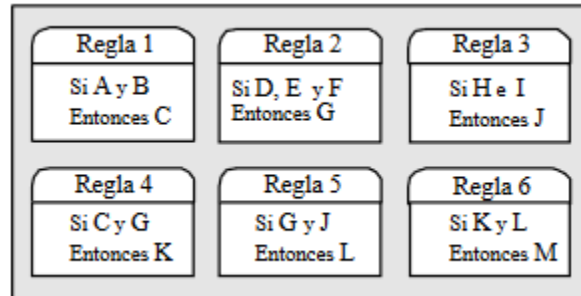 Regla 1
Si A y B
Entonces C
Regla 2
Si D, E y F
Entonces G
Regla 3
Si H e I
Entonces J
Regla 4
Si C y G
Entonces K
Regla 5
Si G y J
Entonces L
Regla 6
Si K y L
Entonces M